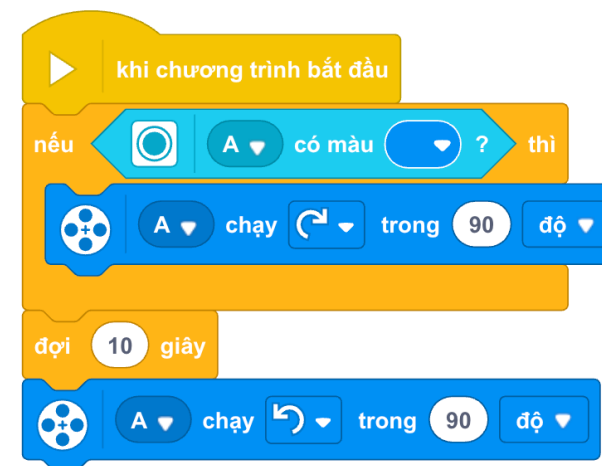 khi chương trình bắt đầu
nếu A có màu ? thì
A chạy trong 90 độ
đợi 10 giây
A chạy trong 90 độ